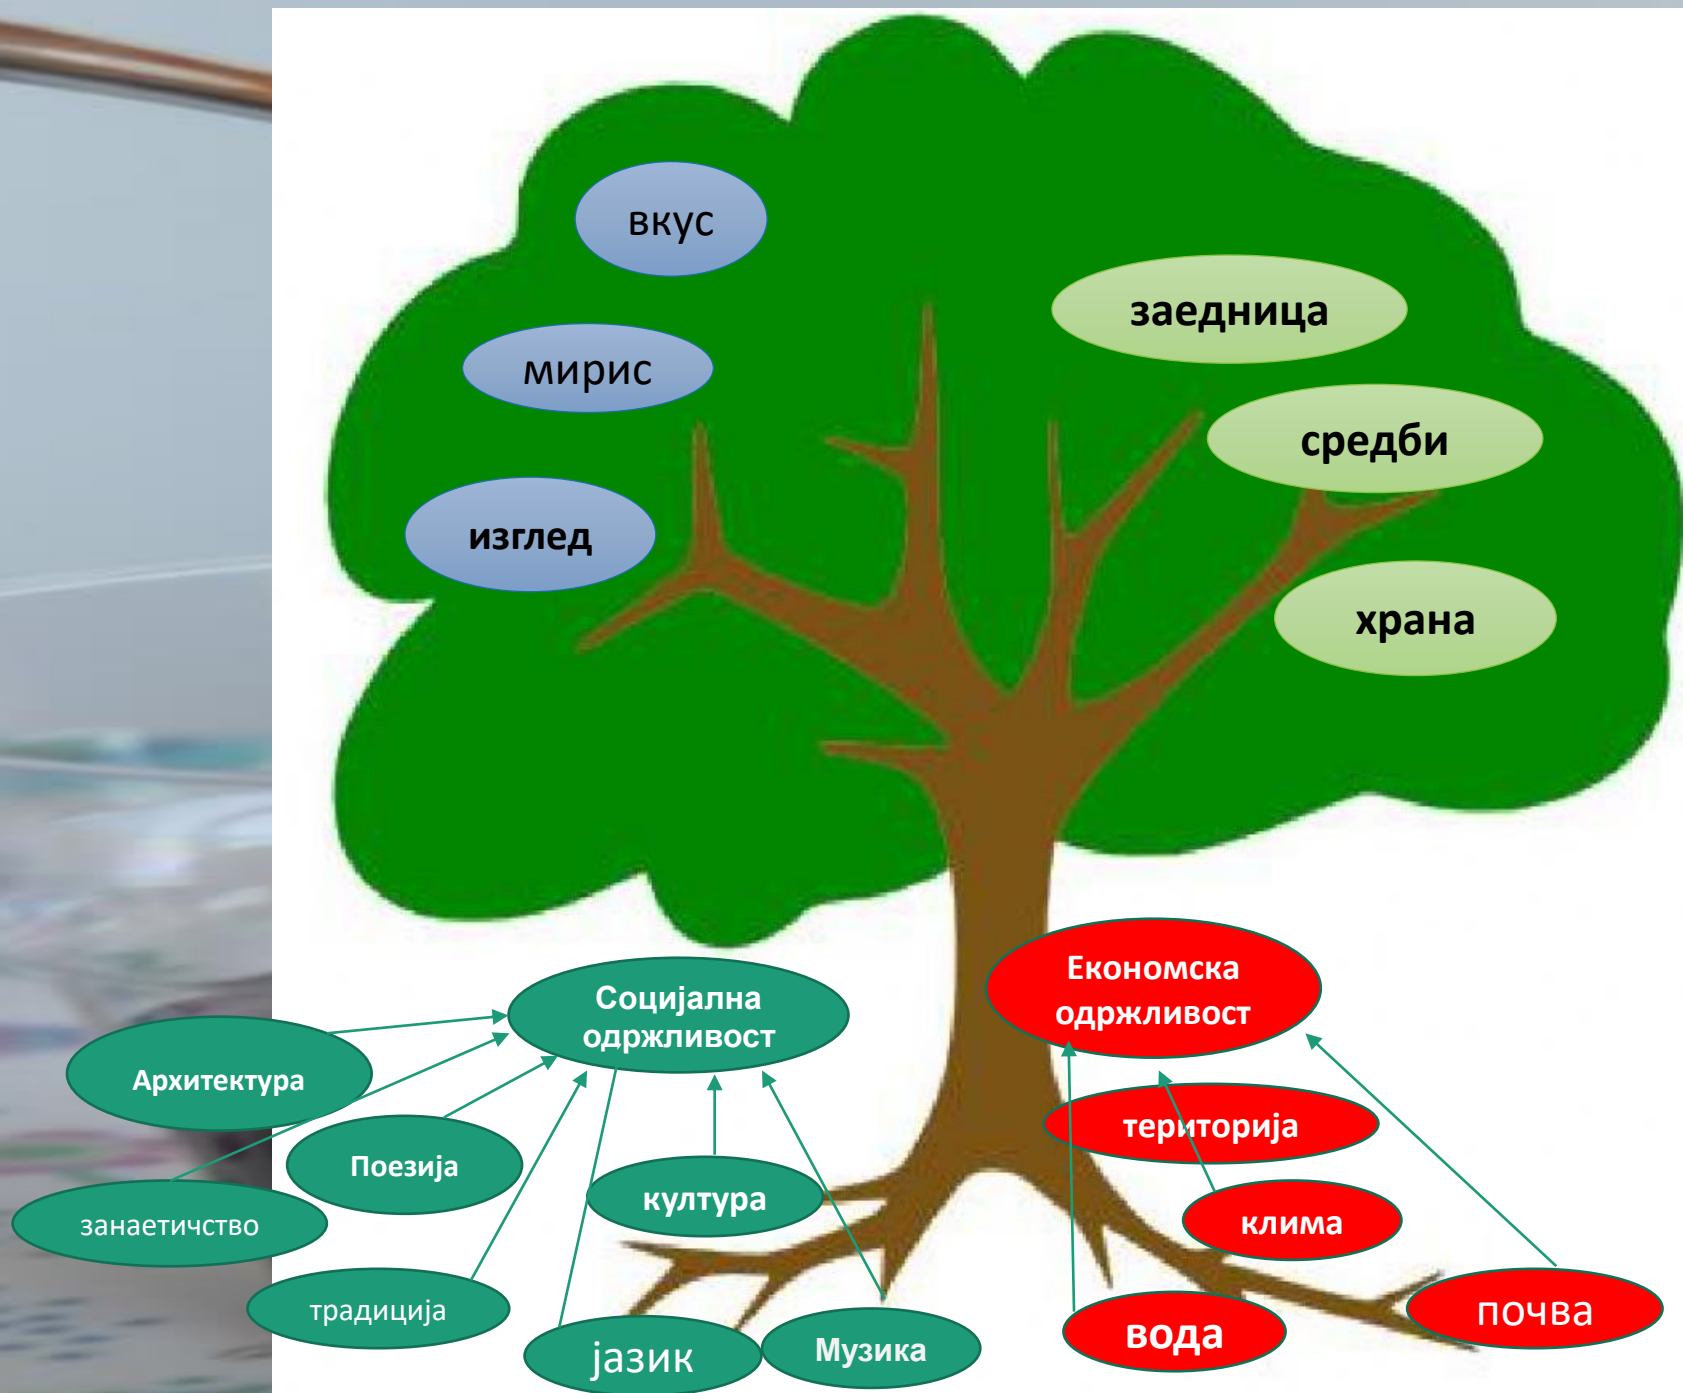 вкус
заедница
мирис
средби
изглед
храна
Економска
одржливост
Социјална
одржливост
Архитектура
територија
Поезија
култура
клима
занаетичство
традиција
почва
вода
јазик
Музика